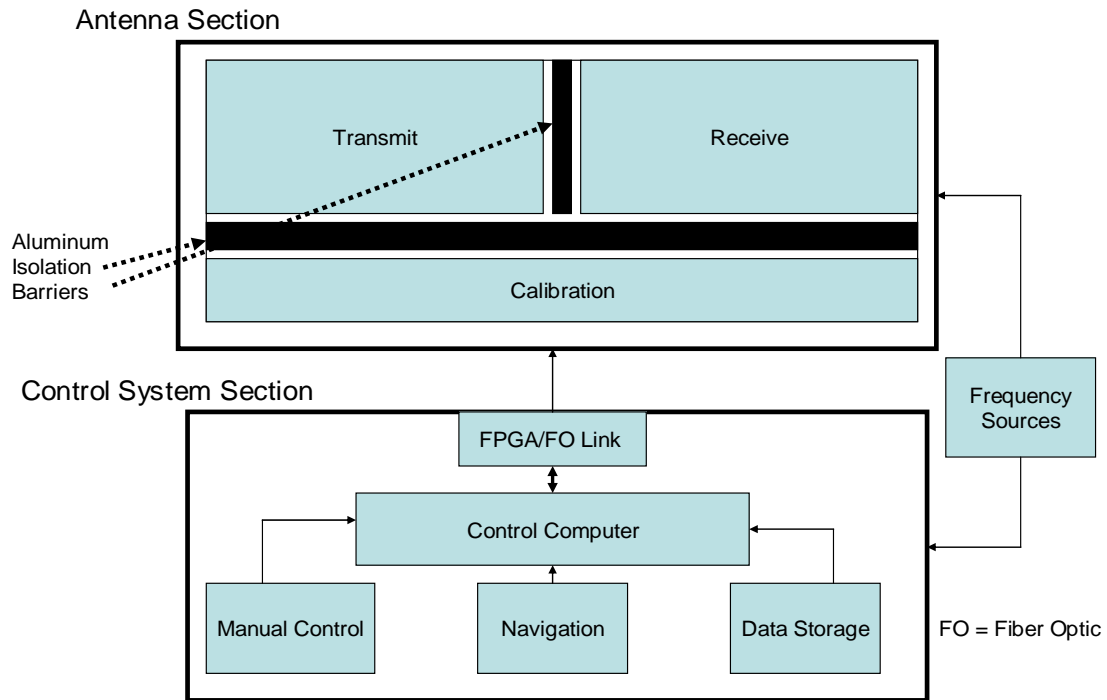 Antenna Section
Transmit
Receive
Aluminum
Isolation
Barriers
Calibration
Control System Section
Frequency
Sources
FPGA/FO Link
Control Computer
Manual Control
Navigation
Data Storage
FO = Fiber Optic